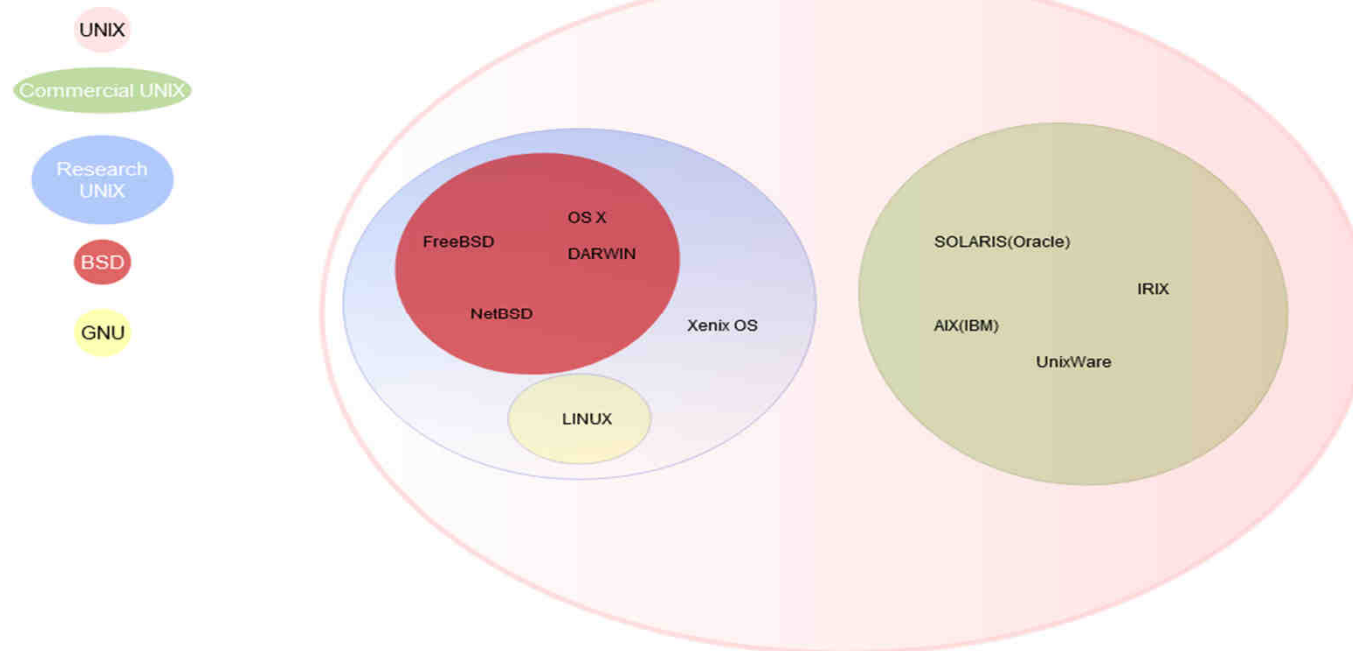 UNIX
Commercial UNIX
Research
UNIX
BSD
GNU
OS X
FreeBSD
DARWIN
NetBSD
Xenix OS
LINUX
SOLARIS(Oracle)
IRIX
AIX(IBM)
UnixWare